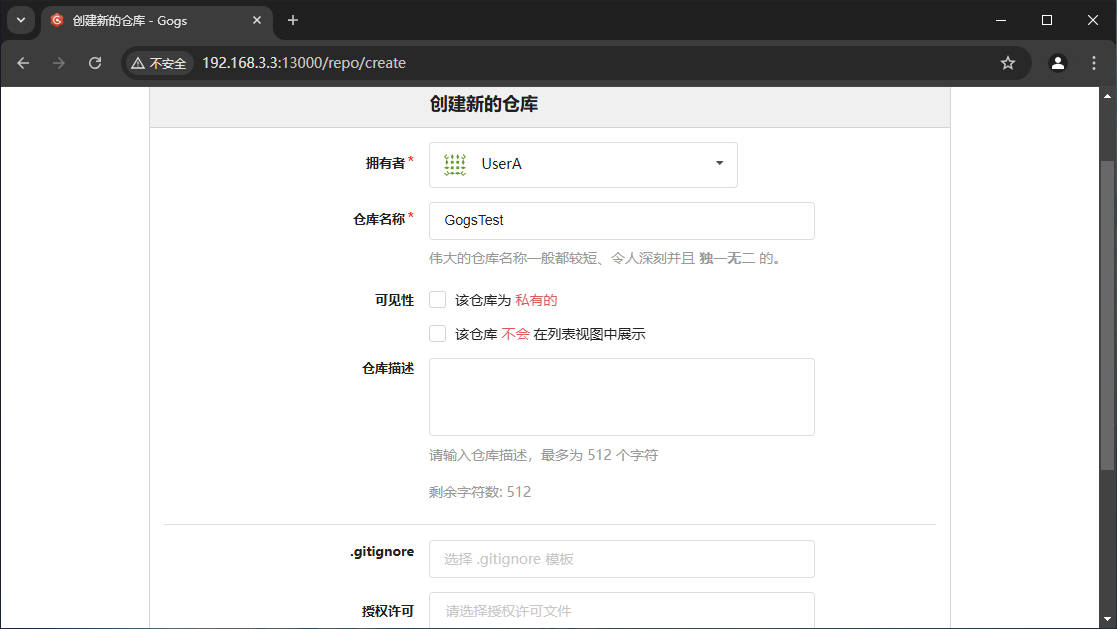 创建新的仓库 - Gogs
不安全 192.168.3.3:13000/repo/create
创建新的仓库
拥有者* UserA
仓库名称* GogsTest
伟大的仓库名称一般都较短、令人深刻并且 独一无二 的。
可见性 该仓库为 私有的
该仓库 不会 在列表视图中展示
仓库描述
请输入仓库描述，最多为 512 个字符
剩余字符数: 512
.gitignore 选择 .gitignore 模板
授权许可 请选择授权许可文件